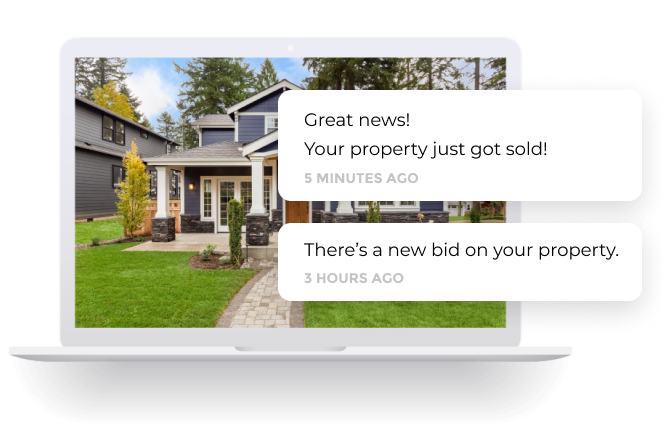 Great news!
Your property just got sold!
5 MINUTES AGO
There’s a new bid on your property.
3 HOURS AGO